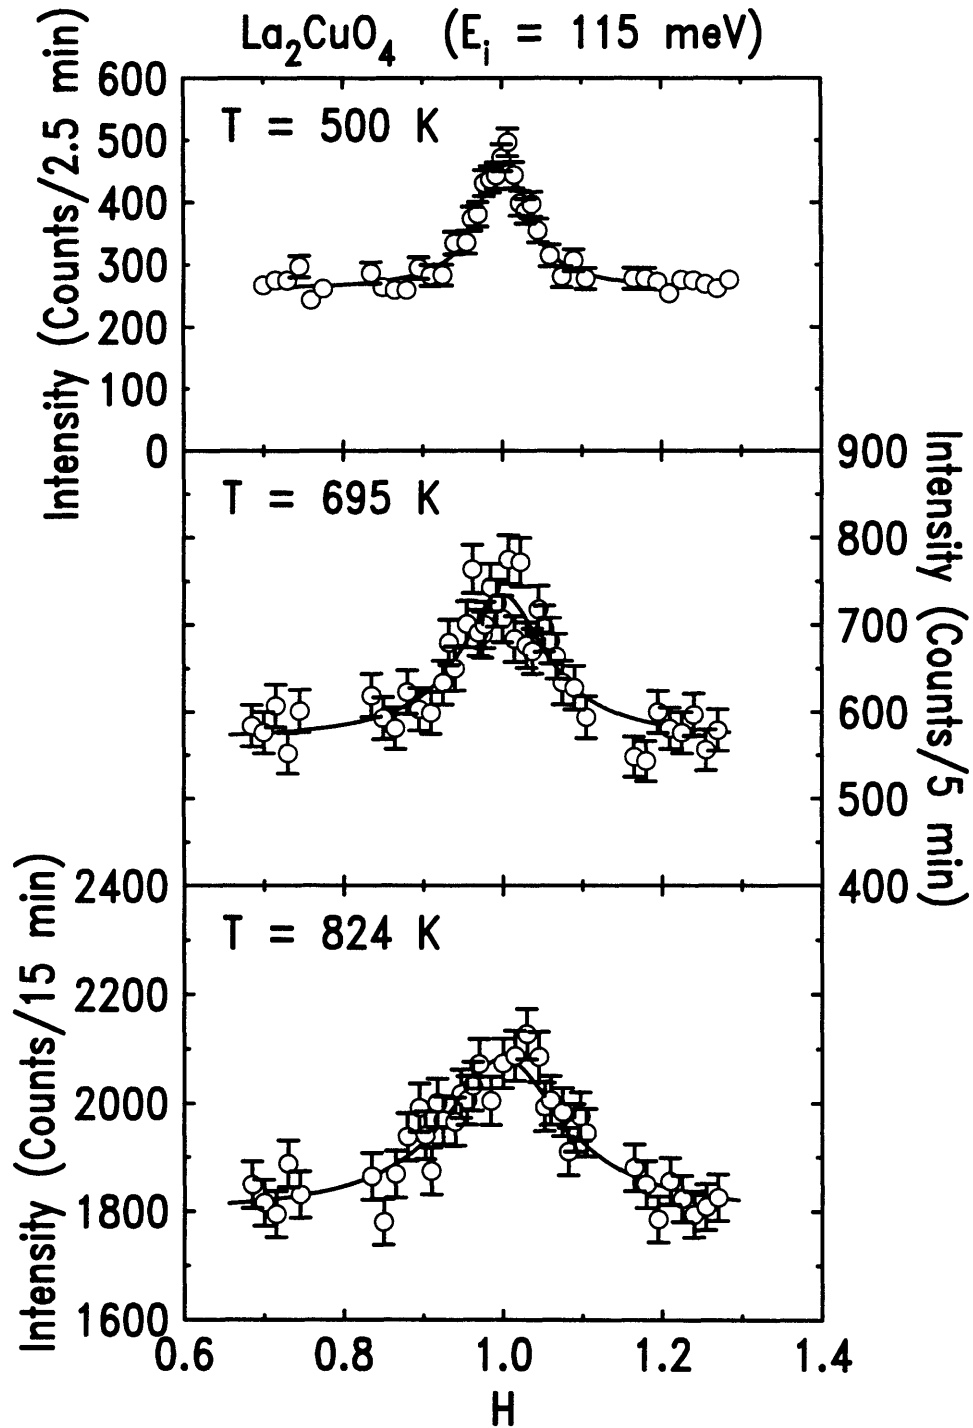 La₂CuO₄ (Eᵢ = 115 meV)
T = 500 K
Intensity (Counts/2.5 min)
600
500
400
300
200
100
0
T = 695 K
Intensity (Counts/5 min)
900
800
700
600
500
400
T = 824 K
Intensity (Counts/15 min)
2400
2200
2000
1800
1600
0.6 0.8 1.0 1.2 1.4
H